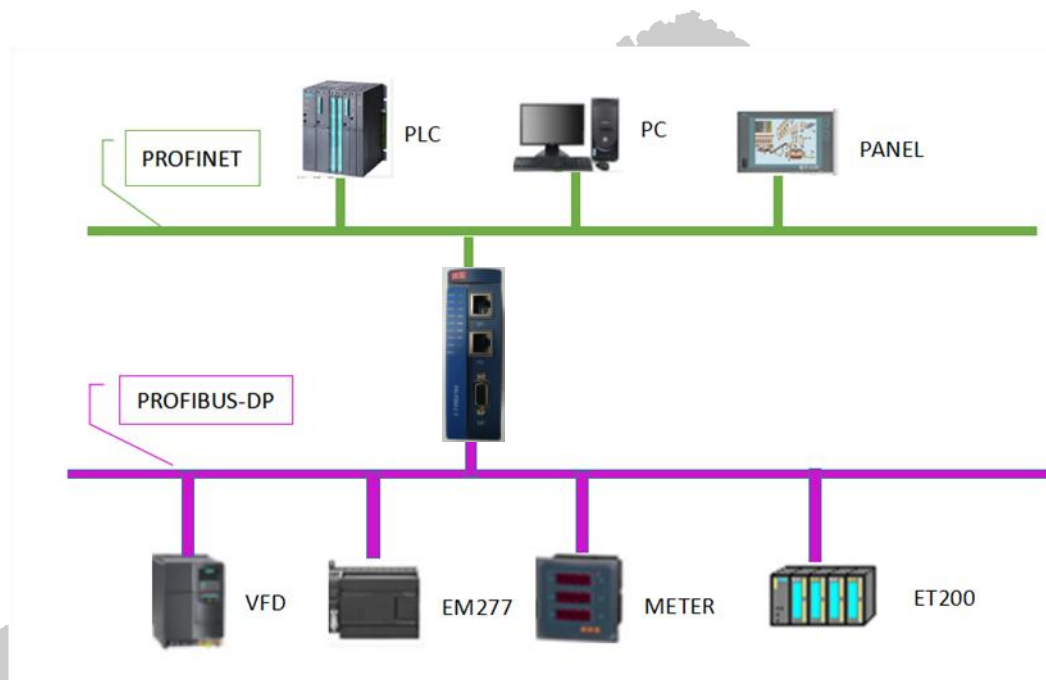 PLC
PC
PANEL
PROFINET
PROFIBUS-DP
VFD
EM277
METER
ET200